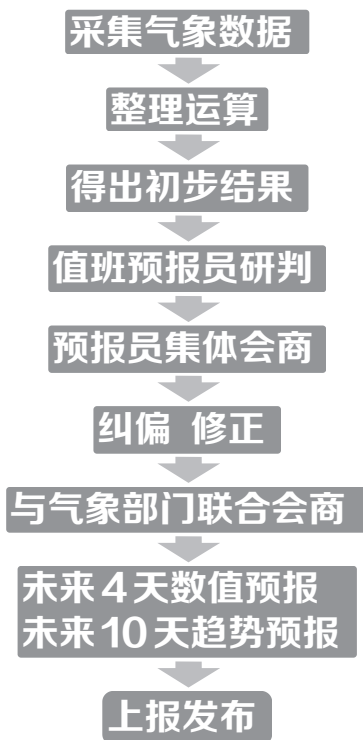 采集气象数据
整理运算
得出初步结果
值班预报员研判
预报员集体会商
纠偏 修正
与气象部门联合会商
未来4天数值预报
未来10天趋势预报
上报发布